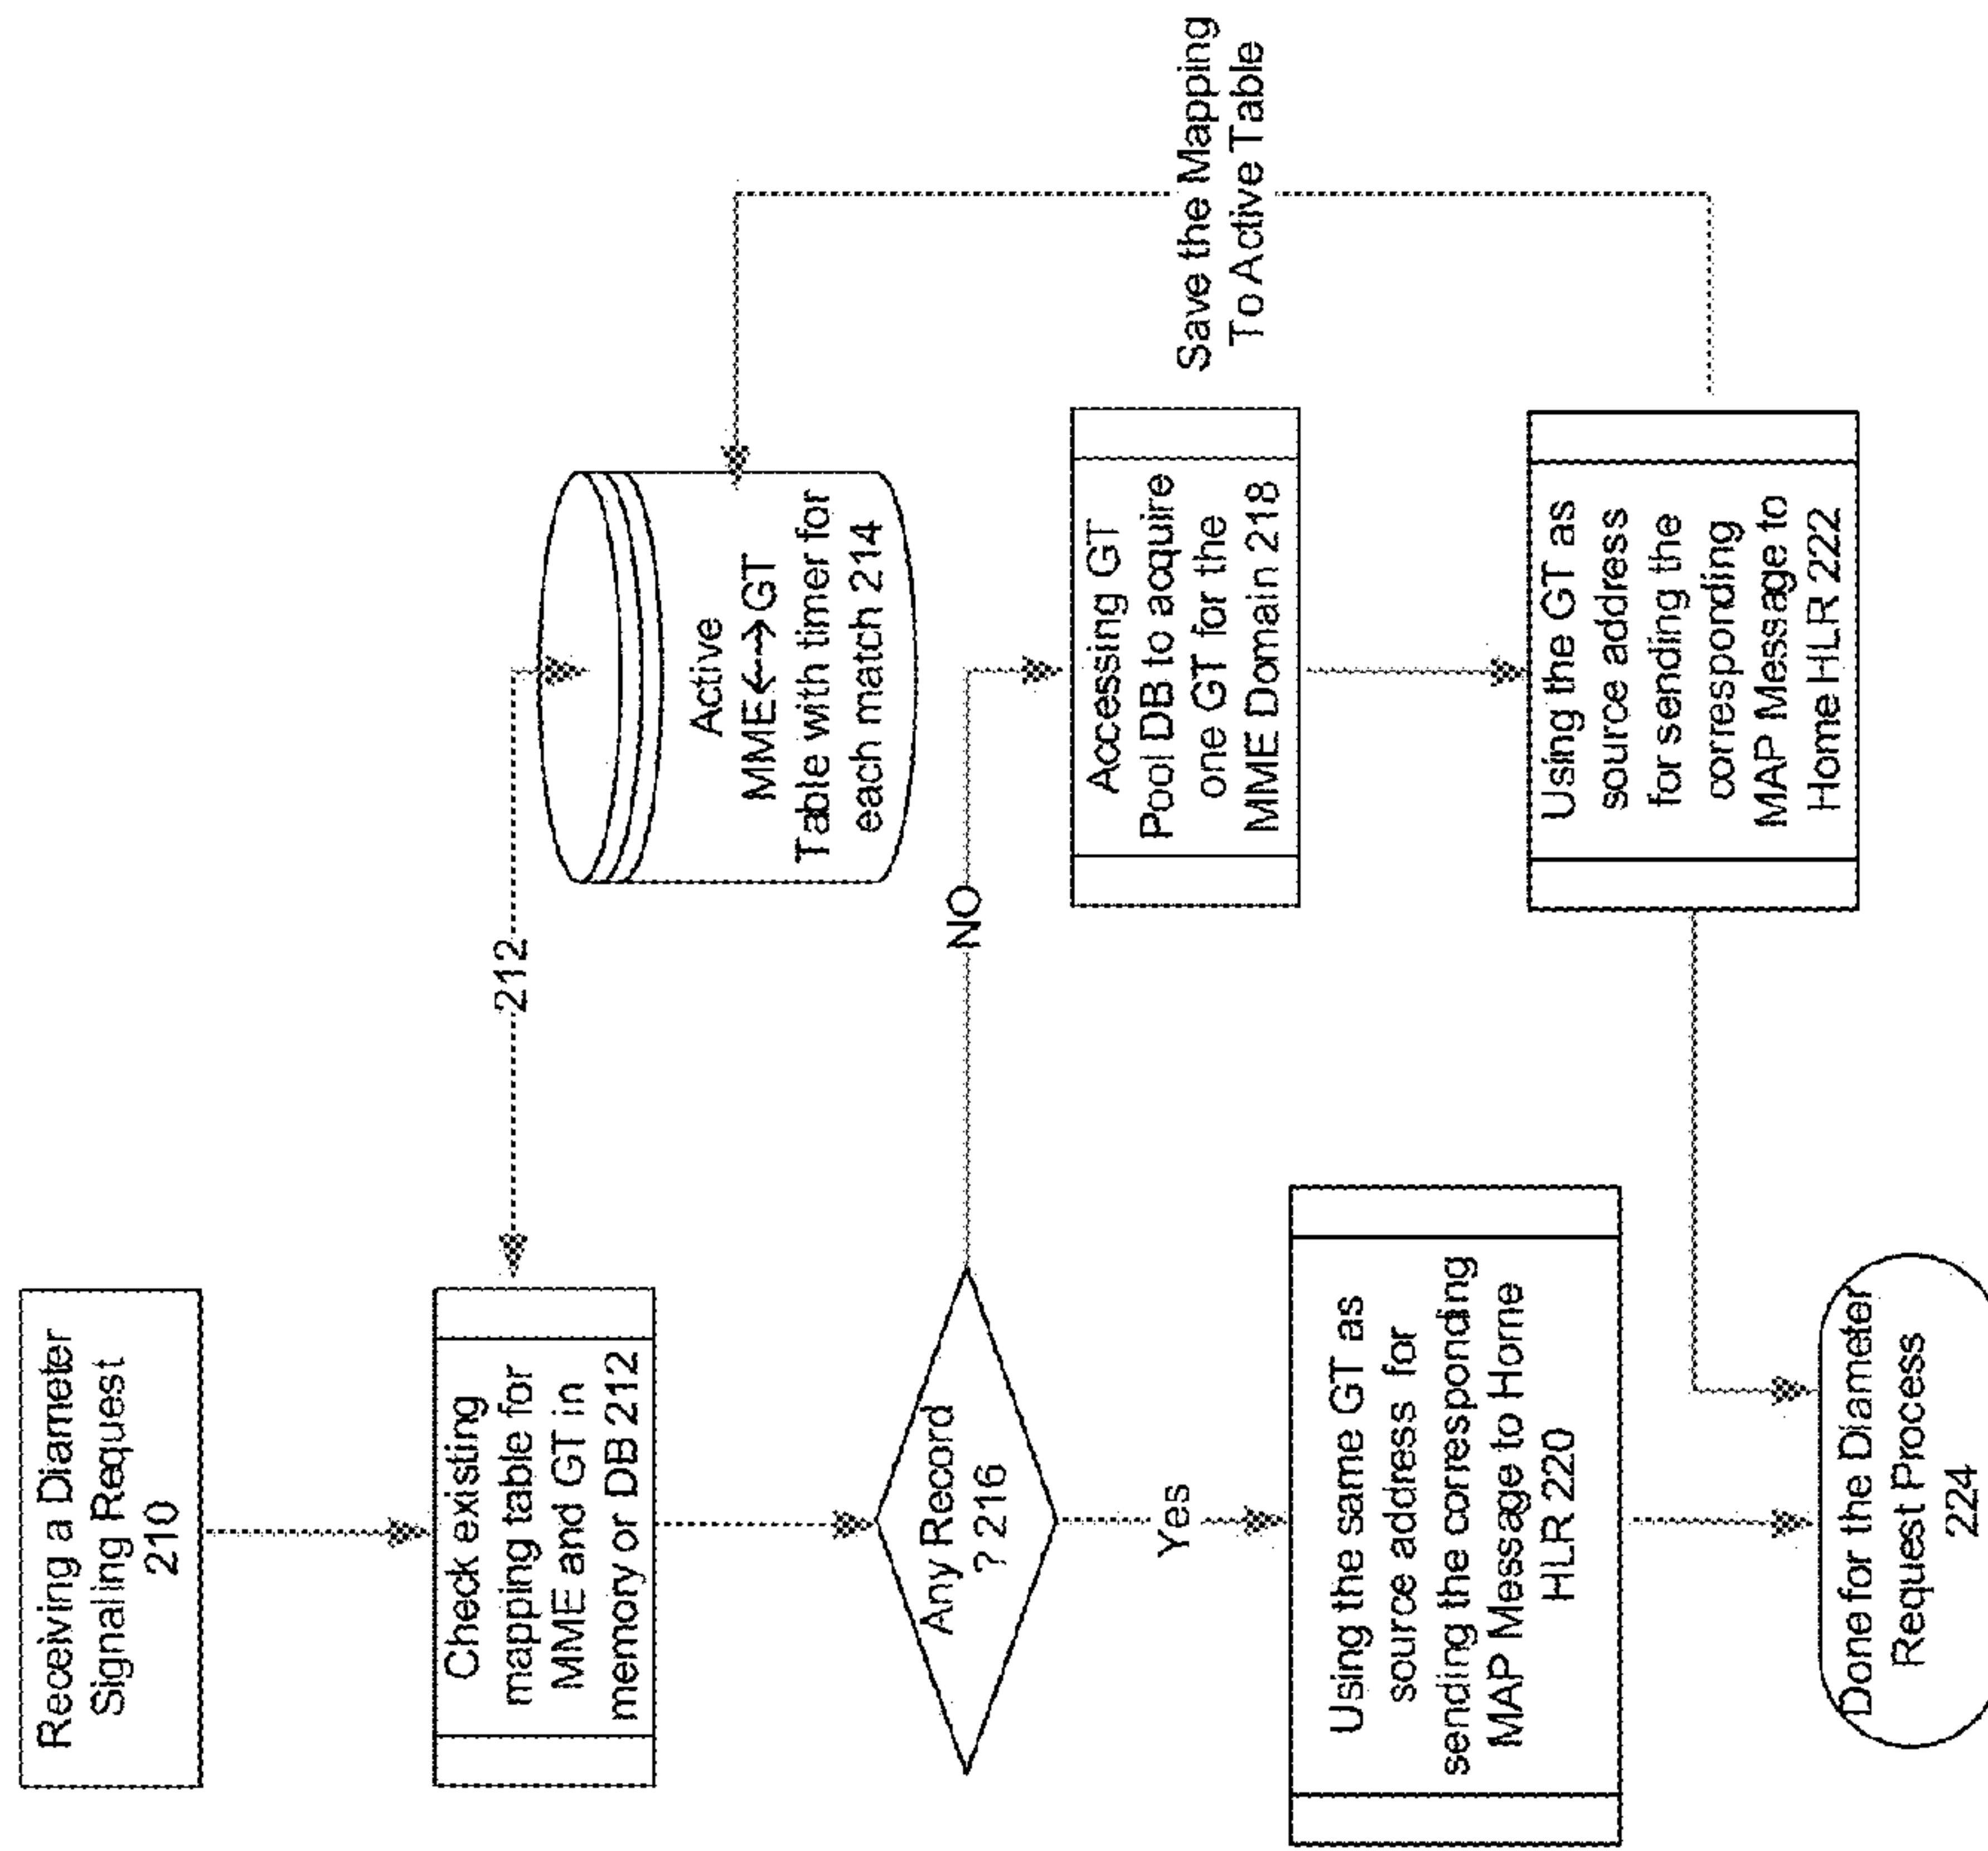 Receiving a Diameter
Signaling Request
210
Check existing
mapping table for
MME and GT in
memory or DB 212
212
Active
MME<-->GT
Table with timer for
each match 214
Any Record
? 216
NO
Yes
Accessing GT
Pool DB to acquire
one GT for the
MME Domain 218
Save the Mapping
To Active Table
Using the same GT as
source address for
sending the corresponding
MAP Message to Home
HLR 220
Using the GT as
source address
for sending the
corresponding
MAP Message to
Home HLR 222
Done for the Diameter
Request Process
224